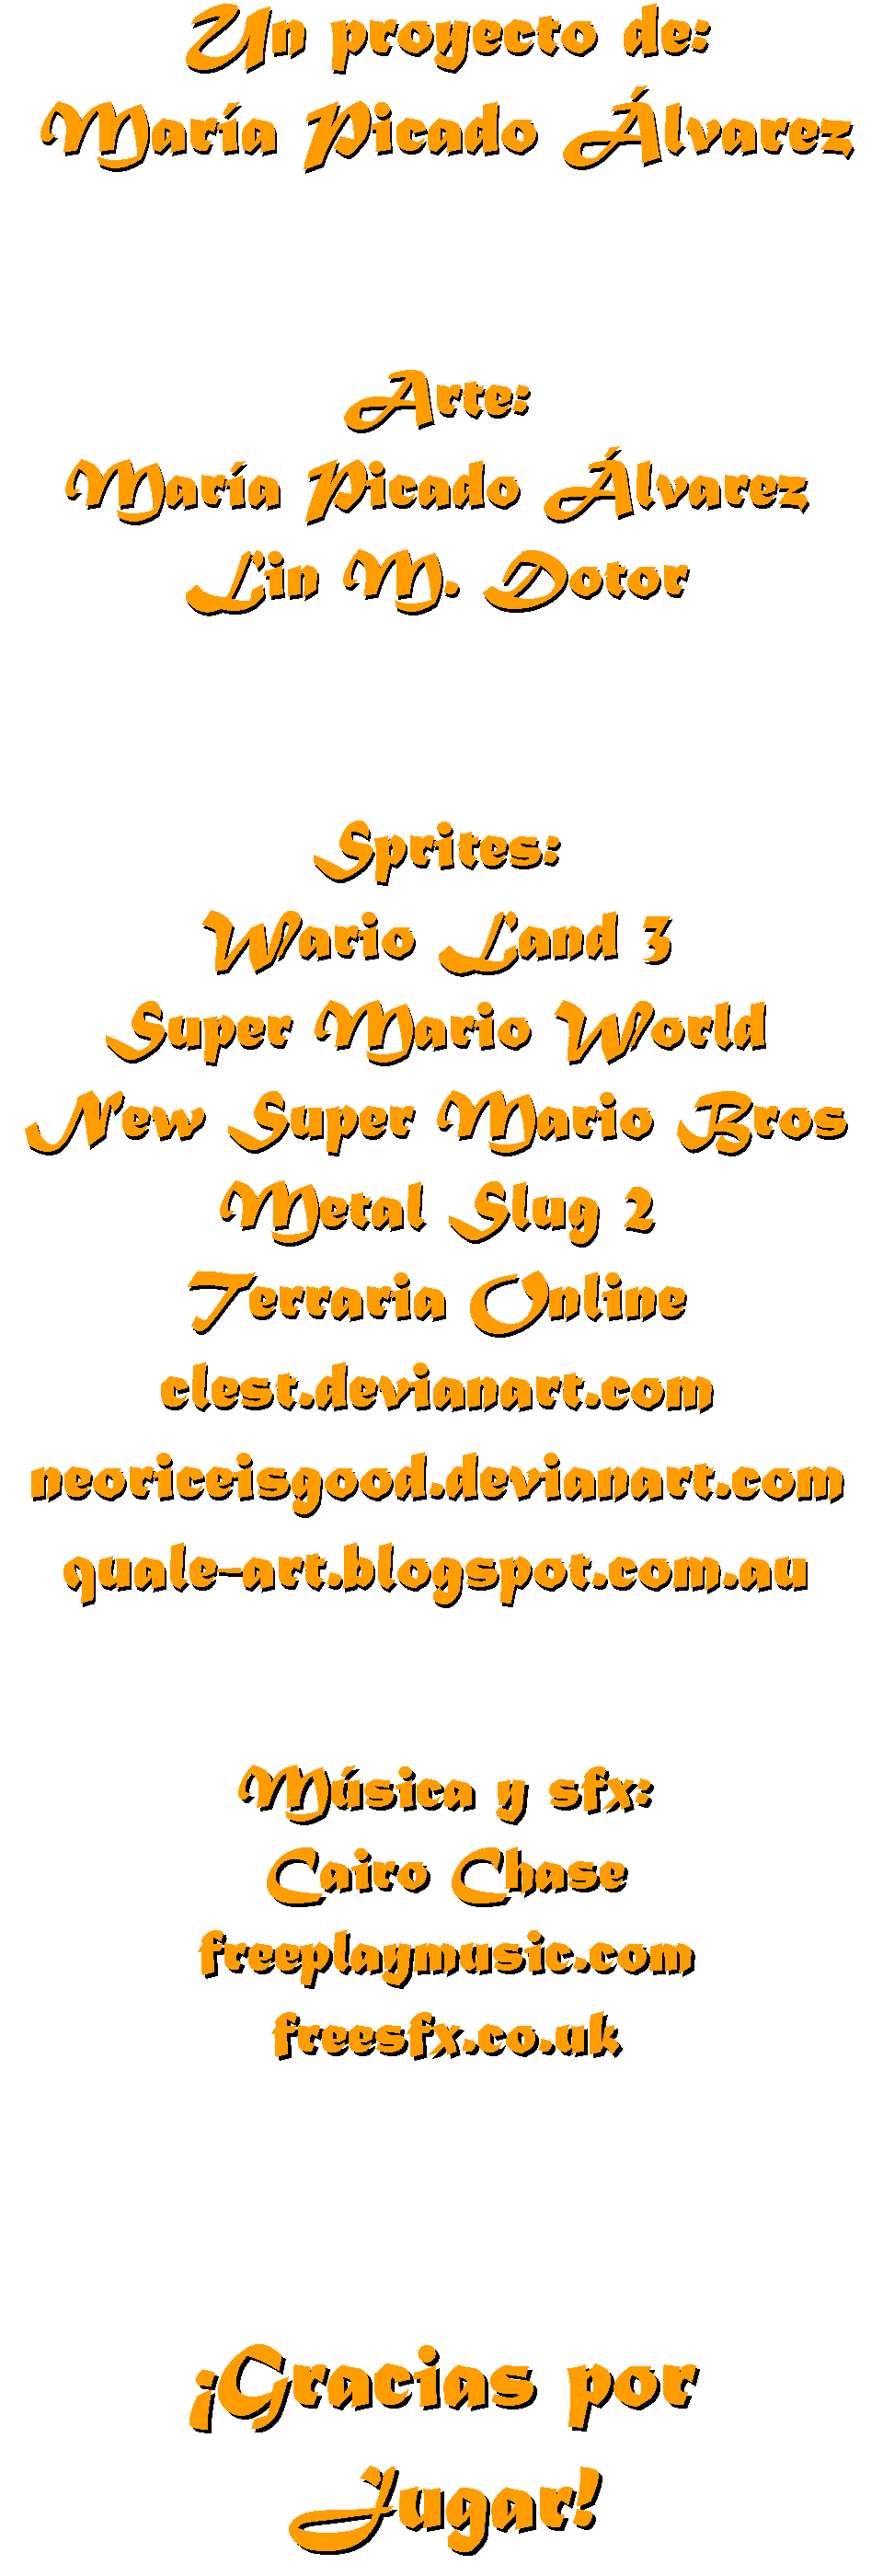 Un proyecto de:
María Picado Álvarez
Arte:
María Picado Álvarez
Lin M. Dotor
Sprites:
Wario Land 3
Super Mario World
New Super Mario Bros
Metal Slug 2
Terraria Online
clest.devianart.com
neoriceisgood.devianart.com
quale-art.blogspot.com.au
Música y sfx:
Cairo Chase
freeplaymusic.com
freesfx.co.uk
¡Gracias por
Jugar!